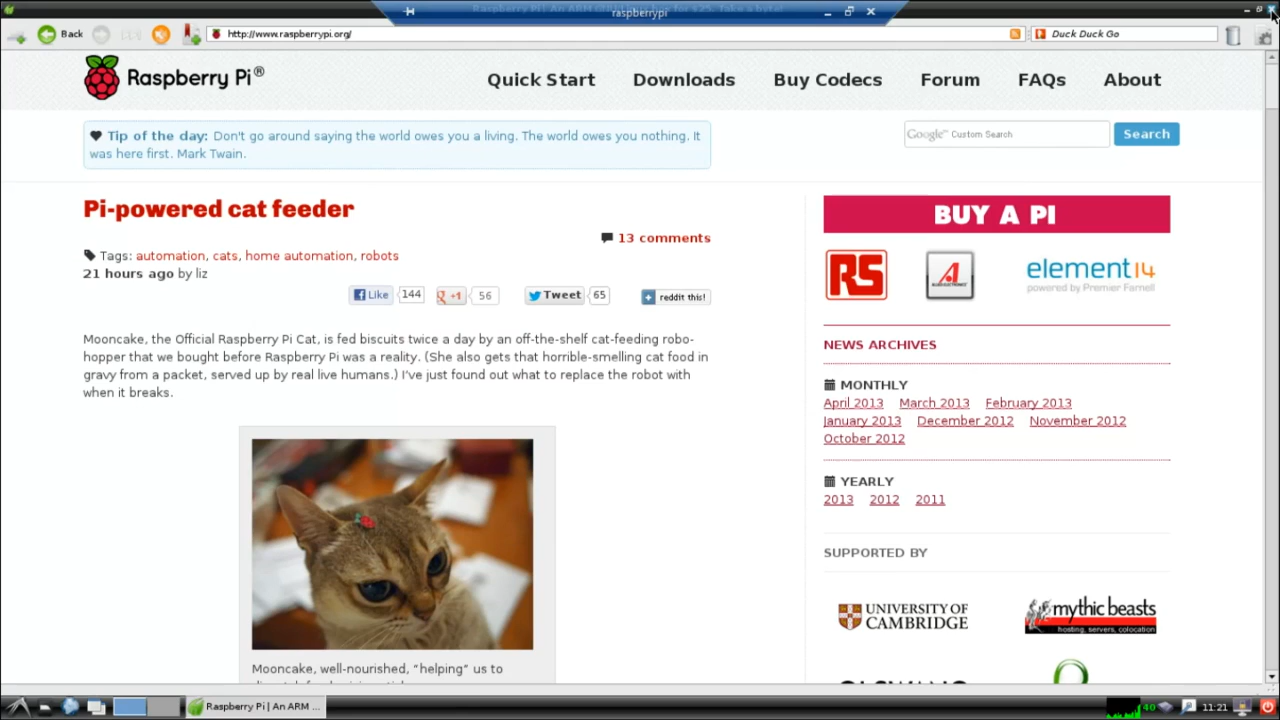 Raspberry Pi | An ARM
raspberrypi
Back
http://www.raspberrypi.org/
Duck Duck Go
Raspberry Pi®
Quick Start
Downloads
Buy Codecs
Forum
FAQs
About
Tip of the day: Don't go around saying the world owes you a living. The world owes you nothing. It
was here first. Mark Twain.
Google™ Custom Search
Search
Pi-powered cat feeder
13 comments
Tags: automation, cats, home automation, robots
21 hours ago by liz
Like 144
+1 56
Tweet 65
reddit this!
Mooncake, the Official Raspberry Pi Cat, is fed biscuits twice a day by an off-the-shelf cat-feeding robo-
hopper that we bought before Raspberry Pi was a reality. (She also gets that horrible-smelling cat food in
gravy from a packet, served up by real live humans.) I've just found out what to replace the robot with
when it breaks.
Mooncake, well-nourished, "helping" us to
BUY A PI
RS
A
element14
powered by Premier Farnell
NEWS ARCHIVES
MONTHLY
April 2013 March 2013 February 2013
January 2013 December 2012 November 2012
October 2012
YEARLY
2013 2012 2011
SUPPORTED BY
UNIVERSITY OF
CAMBRIDGE
mythic beasts
hosting, servers, colocation
Raspberry Pi | An ARM ...
40
11:21